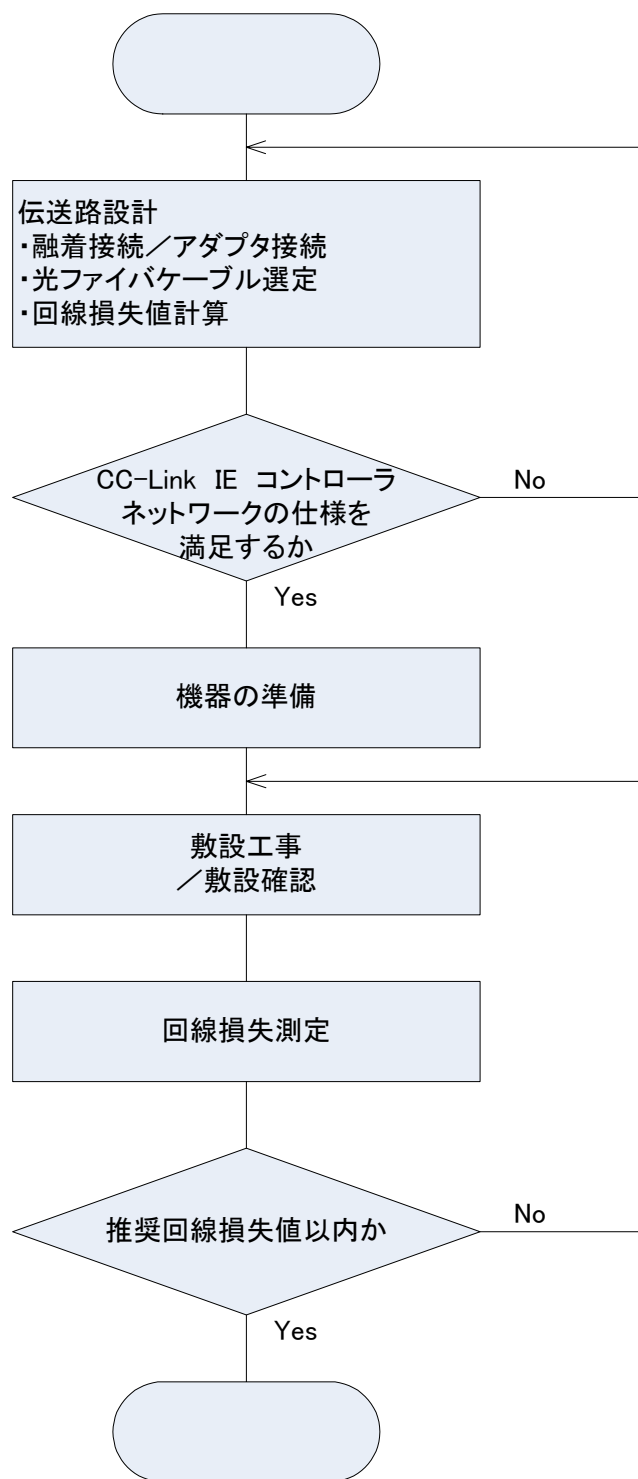 伝送路設計
・融着接続／アダプタ接続
・光ファイバケーブル選定
・回線損失値計算
CC-Link IE コントローラ
ネットワークの仕様を
満足するか
No
Yes
機器の準備
敷設工事
／敷設確認
回線損失測定
推奨回線損失値以内か
No
Yes